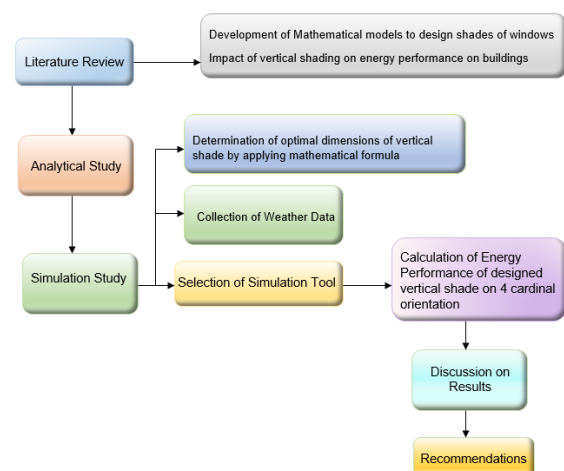 Literature Review
Development of Mathematical models to design shades of windows
Impact of vertical shading on energy performance on buildings
Analytical Study
Determination of optimal dimensions of vertical
shade by applying mathematical formula
Collection of Weather Data
Simulation Study
Selection of Simulation Tool
Calculation of Energy
Performance of designed
vertical shade on 4 cardinal
orientation
Discussion on
Results
Recommendations